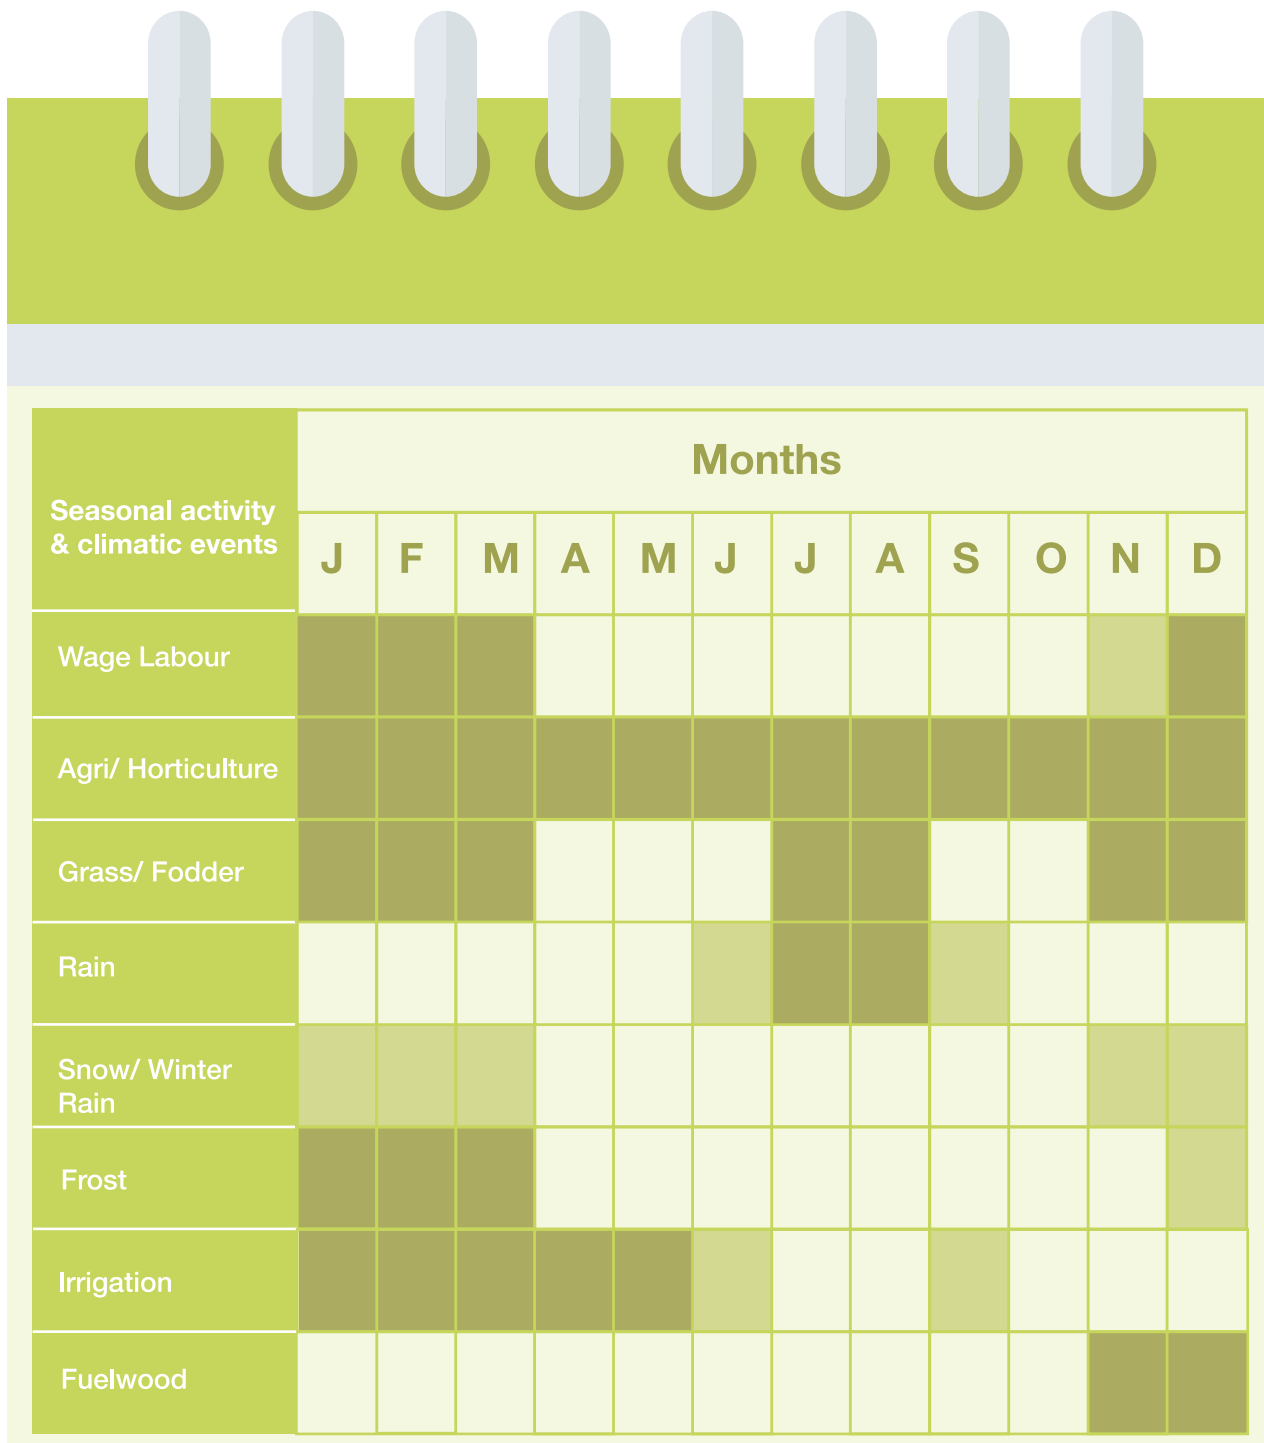 Months
Seasonal activity
& climatic events
J F M A M J J A S O N D
Wage Labour
Agri/ Horticulture
Grass/ Fodder
Rain
Snow/ Winter
Rain
Frost
Irrigation
Fuelwood